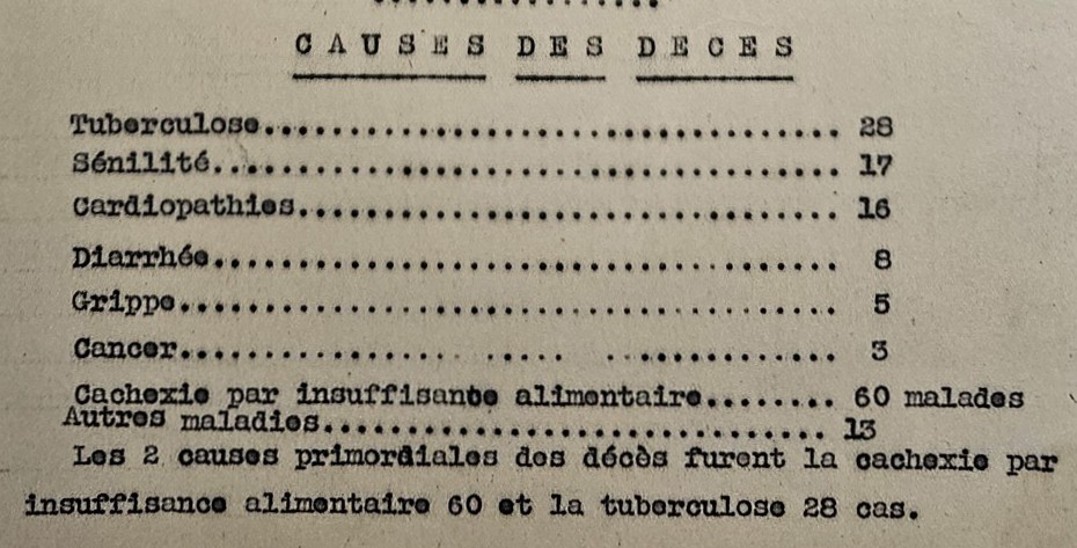 CAUSES DES DECES
Tuberculose.................................. 28
Sénilité..................................... 17
Cardiopathies................................ 16
Diarrhée..................................... 8
Grippe....................................... 5
Cancer................ ..... .............. 3
Cachexie par insuffisante alimentaire........ 60 malades
Autres maladies.............................. 13
Les 2 causes primordiales des décès furent la cachexie par
insuffisance alimentaire 60 et la tuberculose 28 cas.